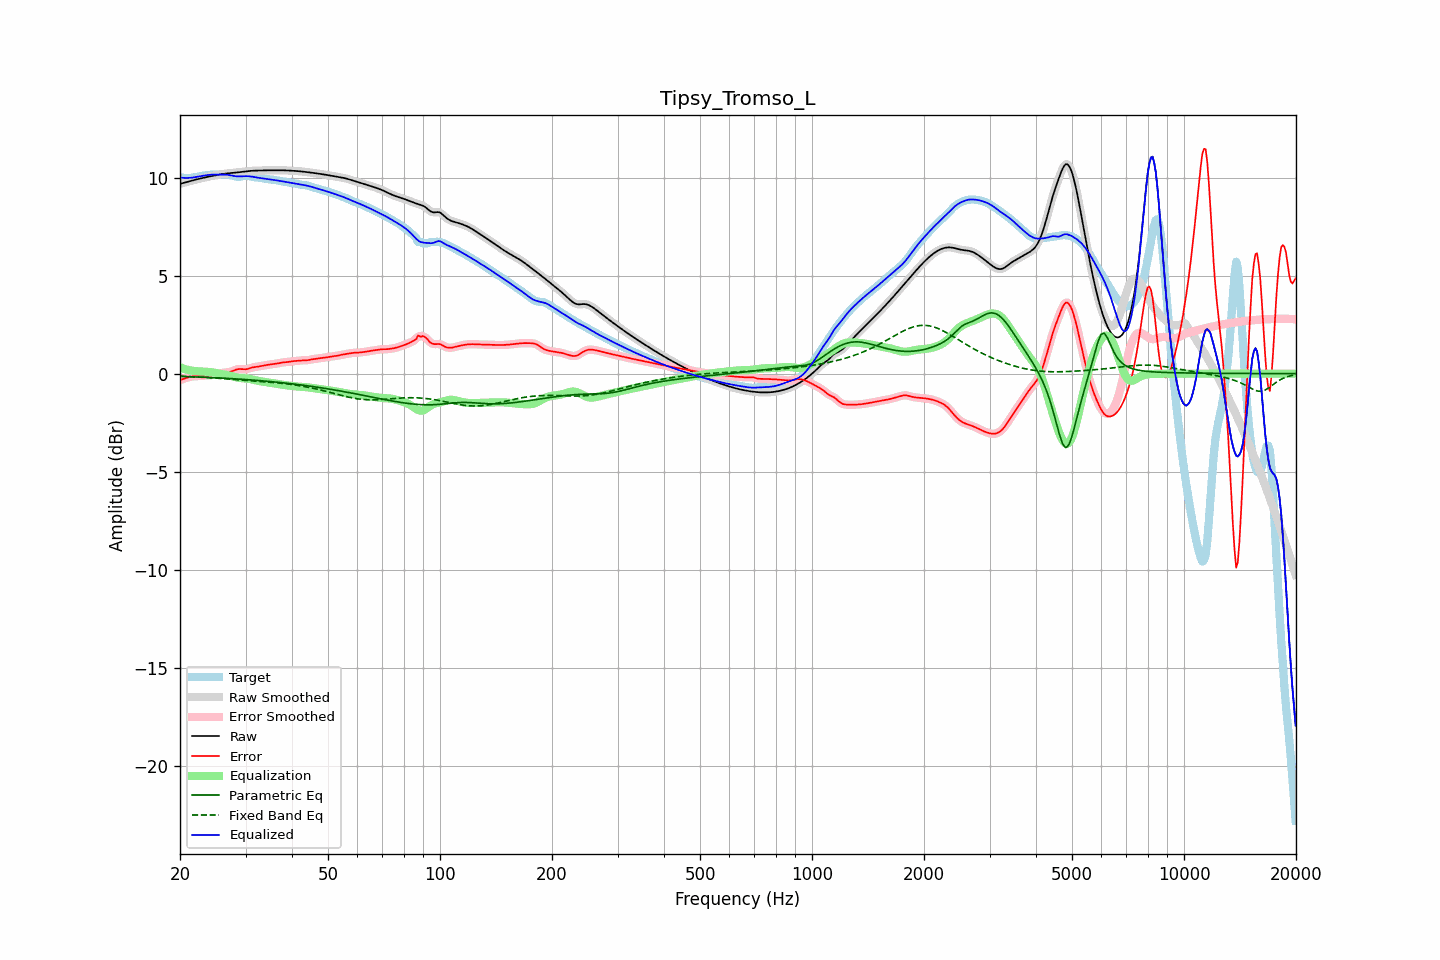 Tipsy_Tromso_L
Amplitude (dBr)
10
5
0
−5
−10
−15
−20
Target
Raw Smoothed
Error Smoothed
Raw
Error
Equalization
Parametric Eq
Fixed Band Eq
Equalized
20 50 100 200 500 1000 2000 5000 10000 20000
Frequency (Hz)